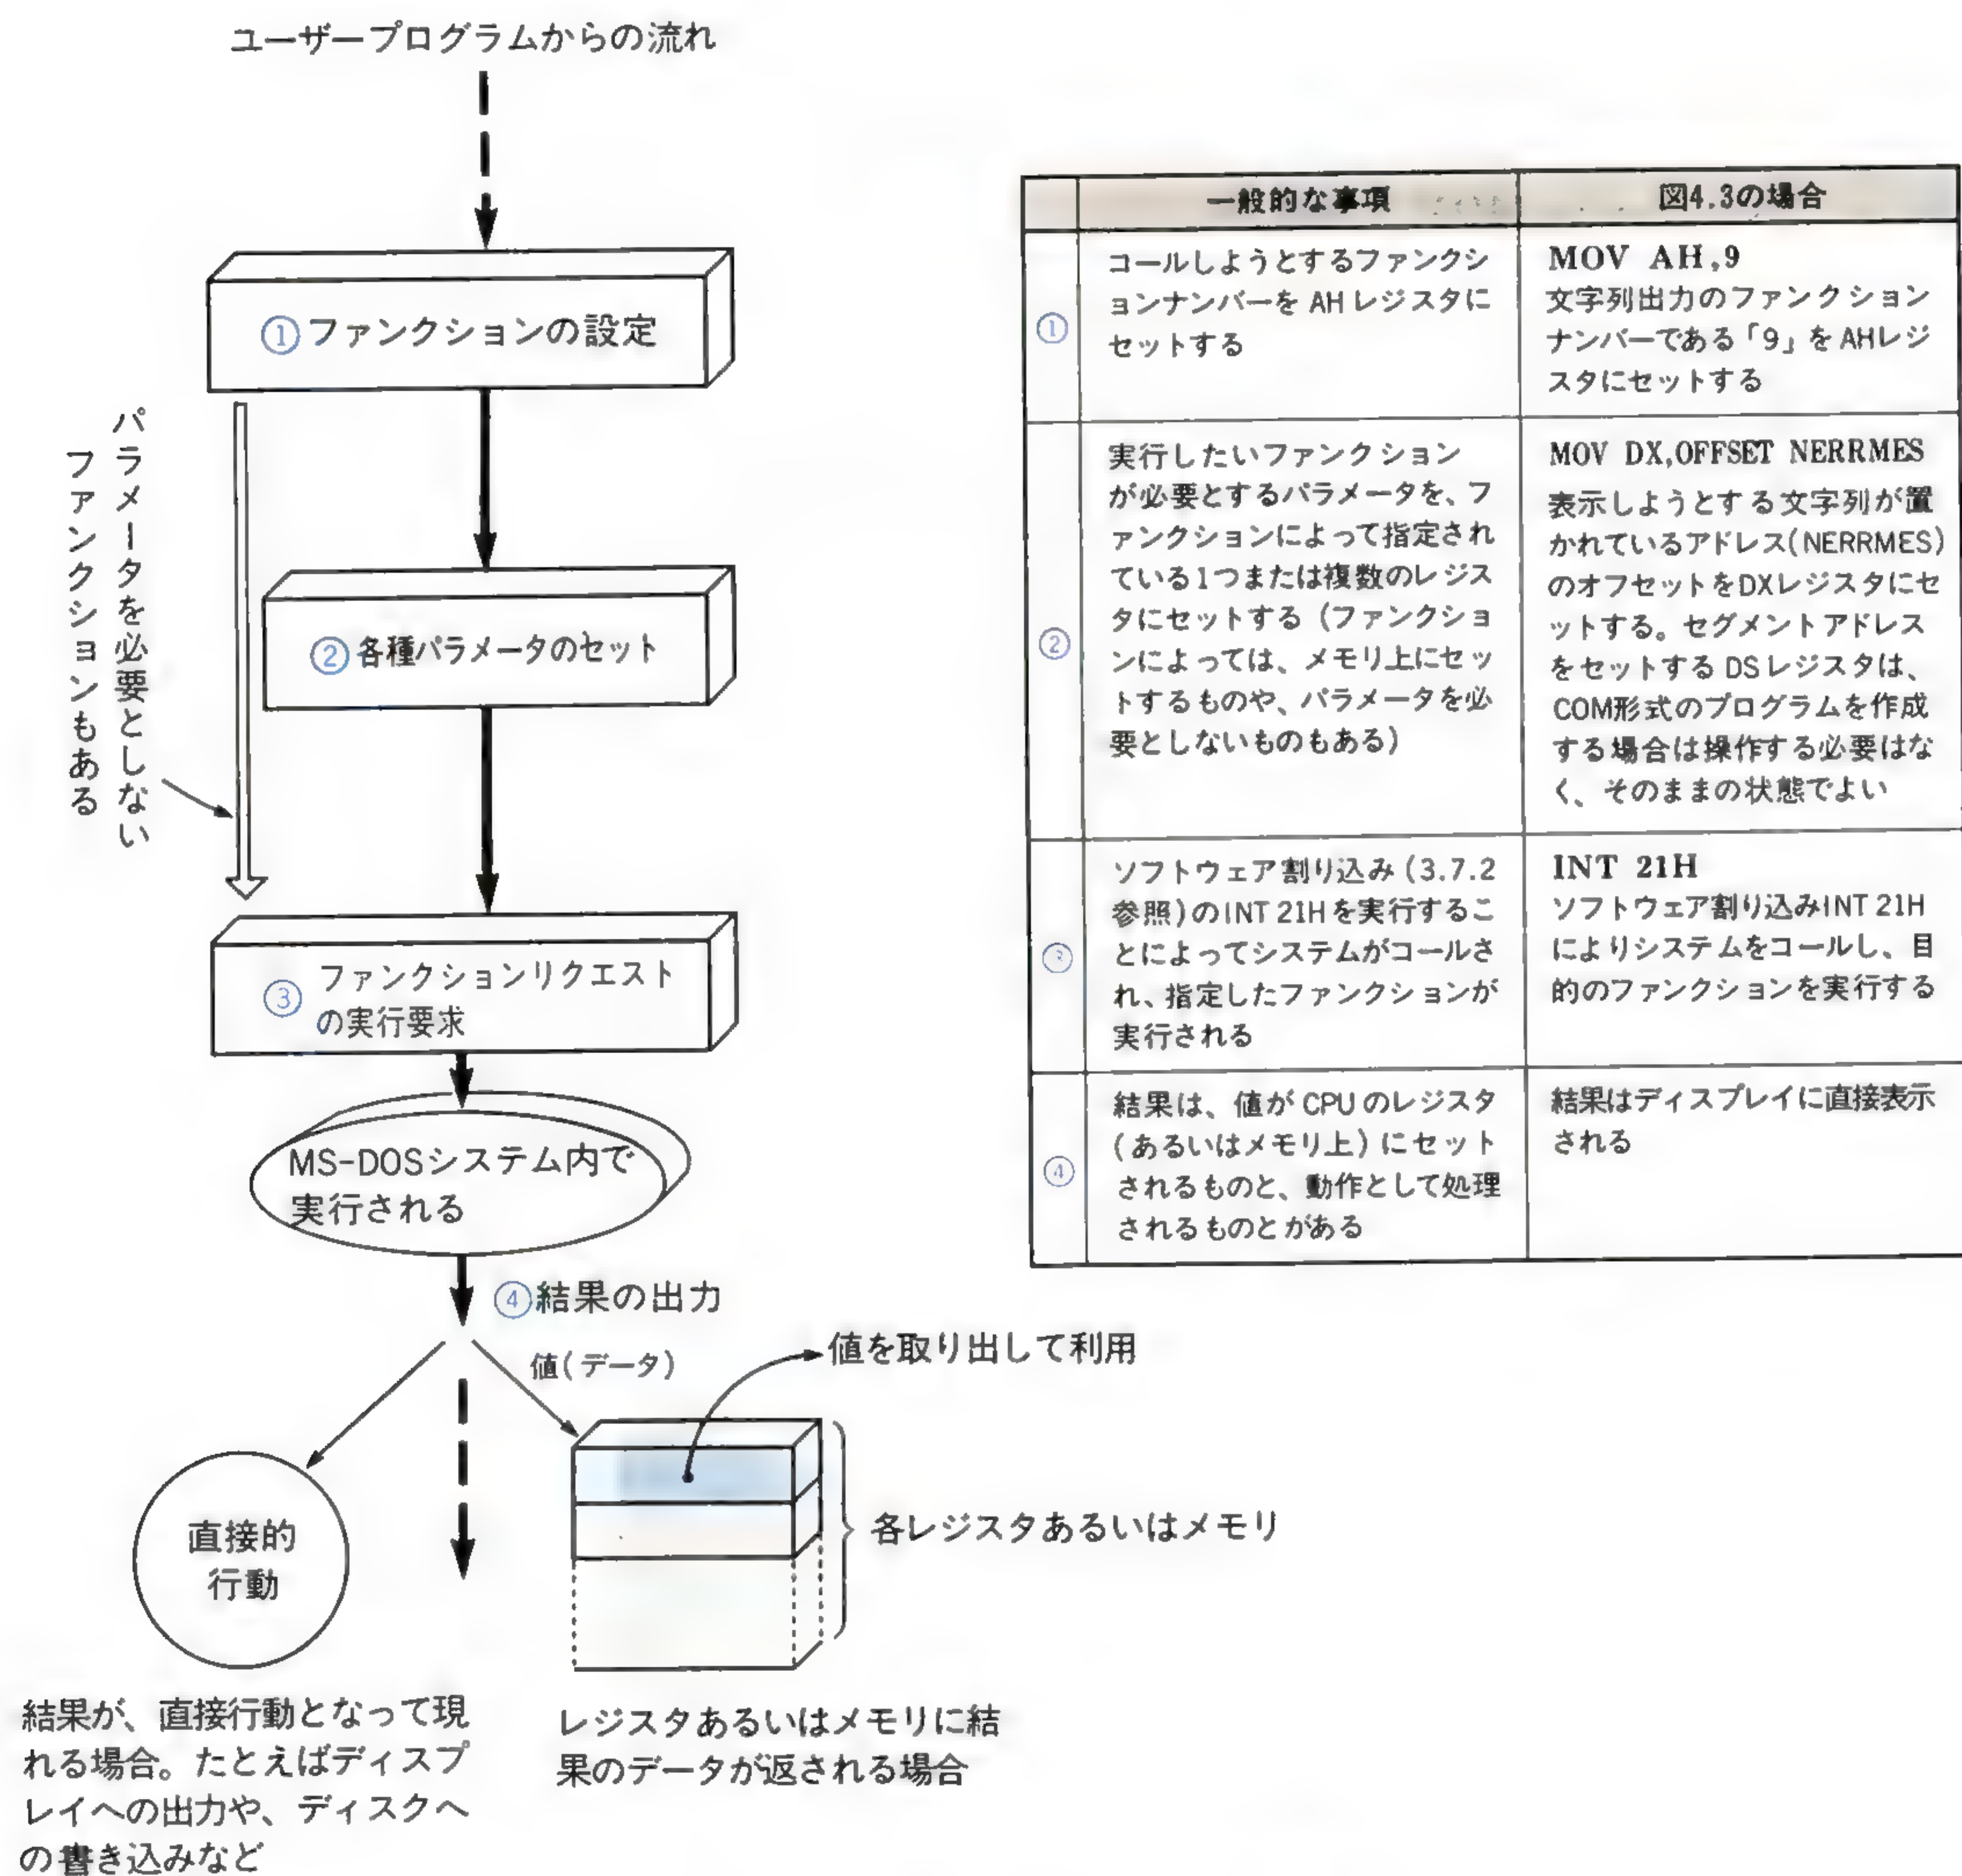 ユーザープログラムからの流れ
①ファンクションの設定
パラメータを必要としない
ファンクションもある
②各種パラメータのセット
③ファンクションリクエスト
の実行要求
MS-DOSシステム内で
実行される
④結果の出力
値(データ)
値を取り出して利用
直接的
行動
各レジスタあるいはメモリ
結果が、直接行動となって現
れる場合。たとえばディスプ
レイへの出力や、ディスクへ
の書き込みなど
レジスタあるいはメモリに結
果のデータが返される場合
一般的な事項
図4.3の場合
①
コールしようとするファンクシ
ョンナンバーを AH レジスタに
セットする
MOV AH,9
文字列出力のファンクション
ナンバーである「9」を AHレジ
スタにセットする
②
実行したいファンクション
が必要とするパラメータを、フ
ァンクションによって指定され
ている1つまたは複数のレジス
タにセットする（ファンクショ
ンによっては、メモリ上にセッ
トするものや、パラメータを必
要としないものもある）
MOV DX,OFFSET NERRMES
表示しようとする文字列が置
かれているアドレス(NERRMES)
のオフセットをDXレジスタにセ
ットする。セグメントアドレス
をセットする DSレジスタは、
COM形式のプログラムを作成
する場合は操作する必要はな
く、そのままの状態でよい
③
ソフトウェア割り込み（3.7.2
参照)のINT 21Hを実行するこ
とによってシステムがコールさ
れ、指定したファンクションが
実行される
INT 21H
ソフトウェア割り込みINT 21H
によりシステムをコールし、目
的のファンクションを実行する
④
結果は、値が CPU のレジスタ
（あるいはメモリ上）にセット
されるものと、動作として処理
されるものとがある
結果はディスプレイに直接表示
される